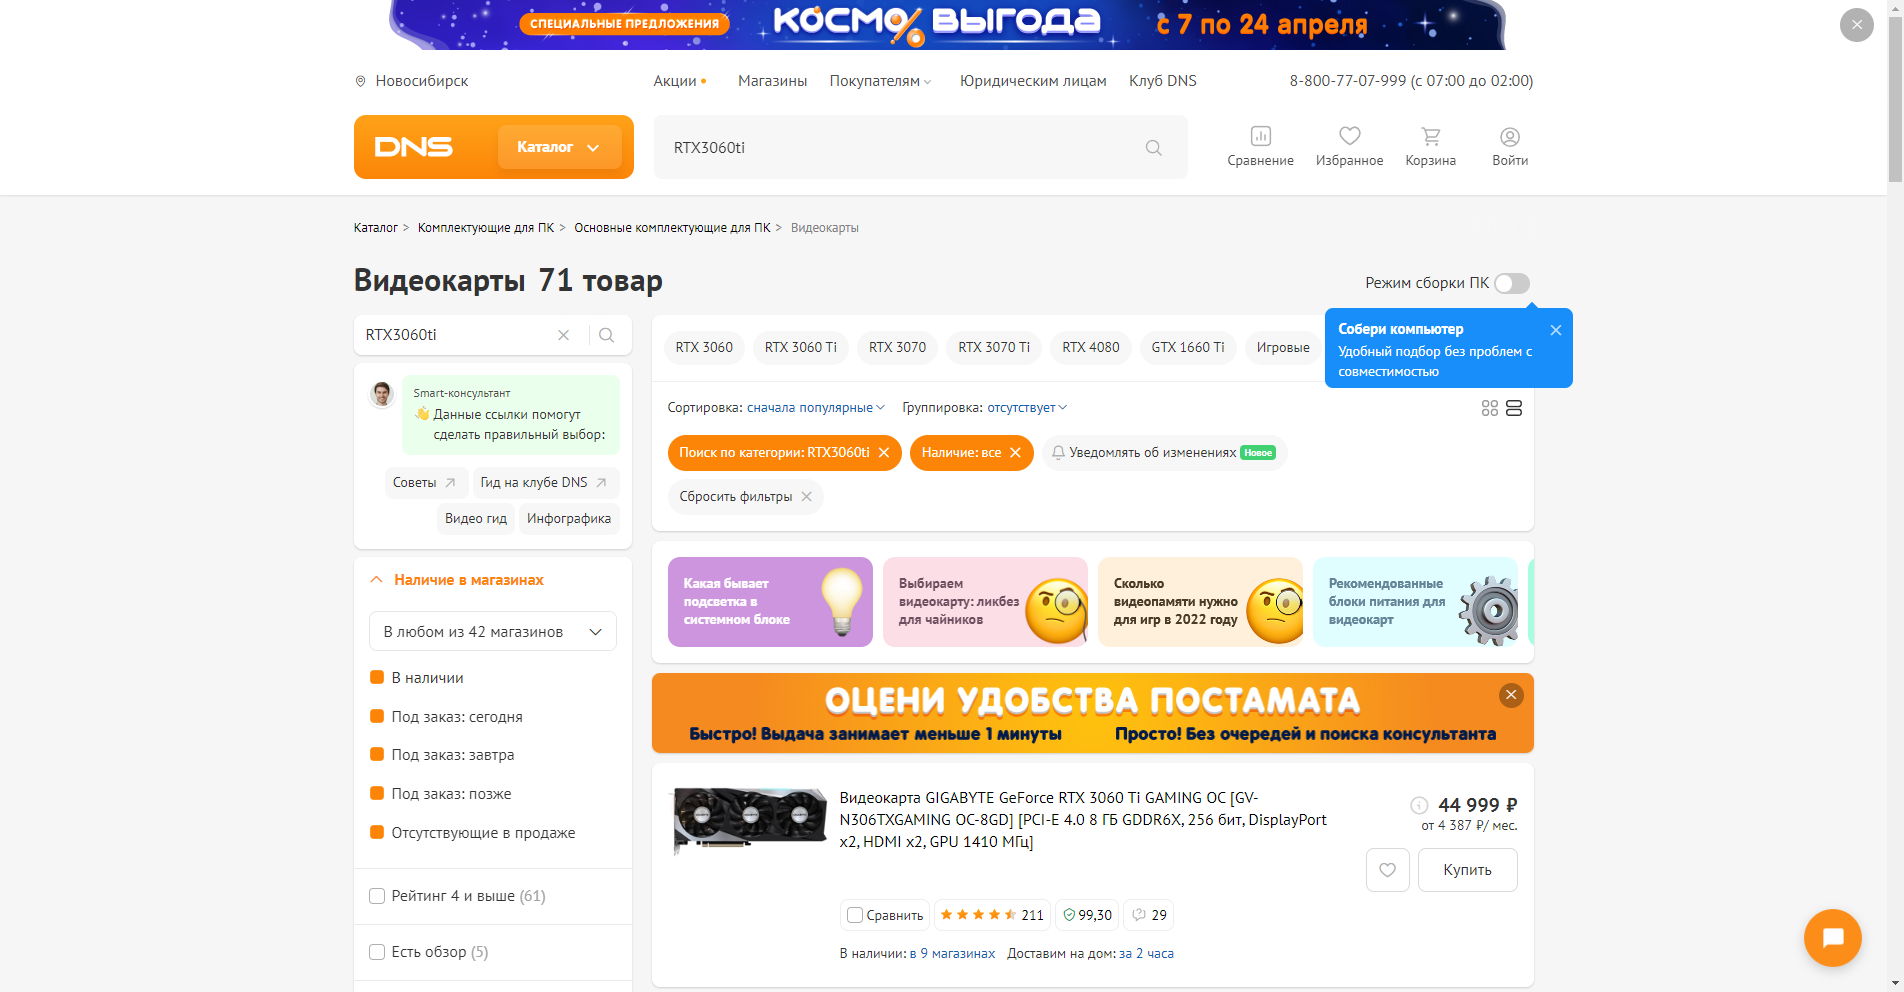 СПЕЦИАЛЬНЫЕ ПРЕДЛОЖЕНИЯ
КОСМО%ВЫГОДА
с 7 по 24 апреля
Новосибирск
Акции
Магазины
Покупателям
Юридическим лицам
Клуб DNS
8-800-77-07-999 (с 07:00 до 02:00)
DNS
Каталог
RTX3060ti
Сравнение
Избранное
Корзина
Войти
Каталог > Комплектующие для ПК > Основные комплектующие для ПК > Видеокарты
Видеокарты 71 товар
Режим сборки ПК
Собери компьютер
Удобный подбор без проблем с
совместимостью
RTX3060ti
Smart-консультант
👋 Данные ссылки помогут
сделать правильный выбор:
Советы
Гид на клубе DNS
Видео гид
Инфографика
Наличие в магазинах
В любом из 42 магазинов
В наличии
Под заказ: сегодня
Под заказ: завтра
Под заказ: позже
Отсутствующие в продаже
Рейтинг 4 и выше (61)
Есть обзор (5)
RTX 3060
RTX 3060 Ti
RTX 3070
RTX 3070 Ti
RTX 4080
GTX 1660 Ti
Игровые
Сортировка: сначала популярные
Группировка: отсутствует
Поиск по категории: RTX3060ti
Наличие: все
Уведомлять об изменениях
Новое
Сбросить фильтры
Какая бывает
подсветка в
системном блоке
Выбираем
видеокарту: ликбез
для чайников
Сколько
видеопамяти нужно
для игр в 2022 году
Рекомендованные
блоки питания для
видеокарт
ОЦЕНИ УДОБСТВА ПОСТАМАТА
Быстро! Выдача занимает меньше 1 минуты
Просто! Без очередей и поиска консультанта
Видеокарта GIGABYTE GeForce RTX 3060 Ti GAMING OC [GV-
N306TXGAMING OC-8GD] [PCI-E 4.0 8 ГБ GDDR6X, 256 бит, DisplayPort
x2, HDMI x2, GPU 1410 МГц]
44 999 ₽
от 4 387 ₽/ мес.
Купить
Сравнить
211
99,30
29
В наличии: в 9 магазинах
Доставим на дом: за 2 часа